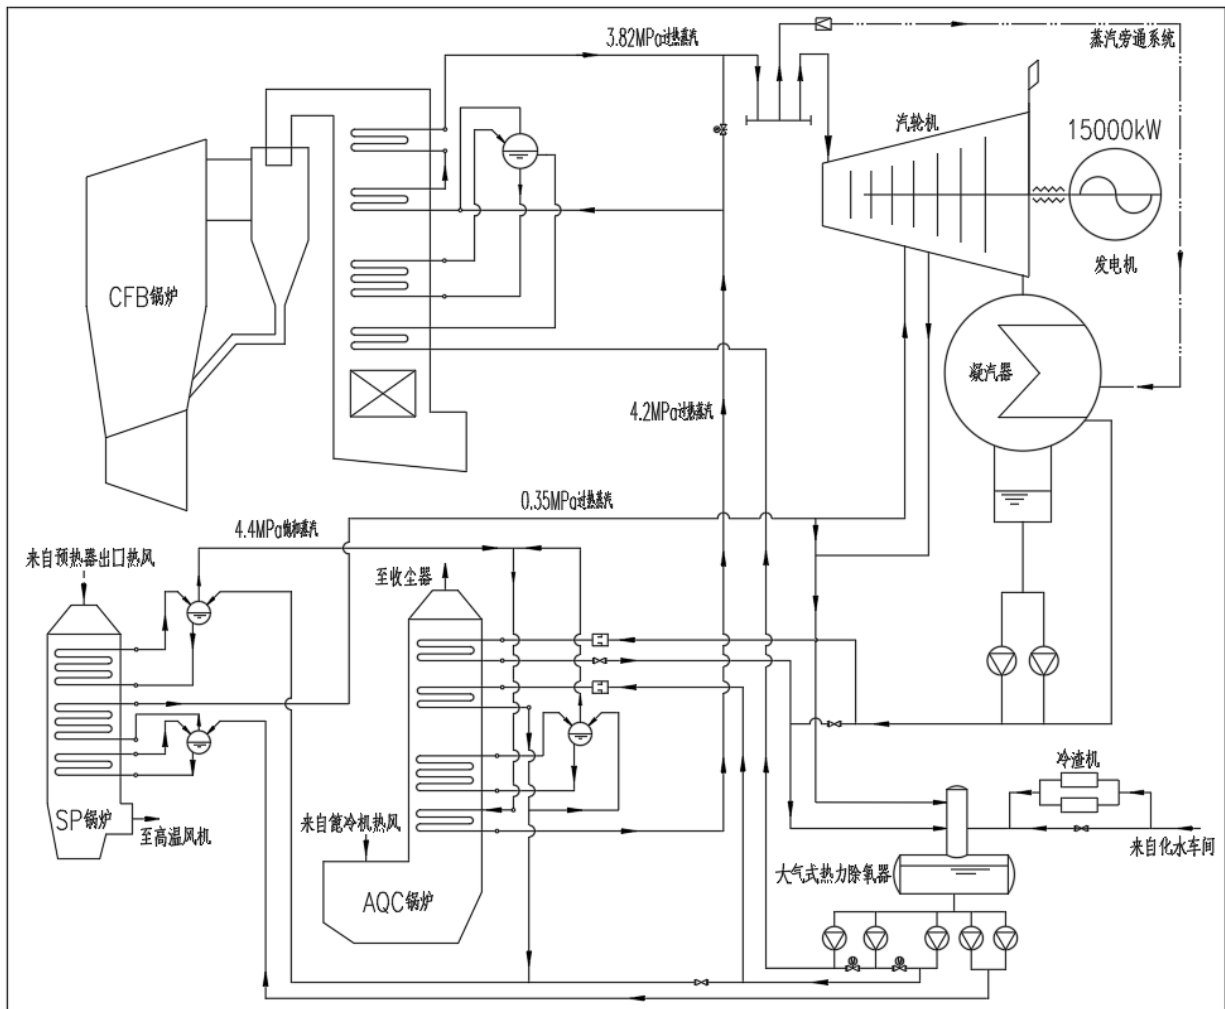 3.82MPa过热蒸汽
蒸汽旁通系统
汽轮机
15000kW
发电机
CFB锅炉
凝汽器
4.2MPa过热蒸汽
0.35MPa过热蒸汽
4.4MPa饱和蒸汽
来自预热器出口热风
至收尘器
SP锅炉
至高温风机
来自篦冷机热风
AQC锅炉
冷渣机
来自化水车间
大气式热力除氧器